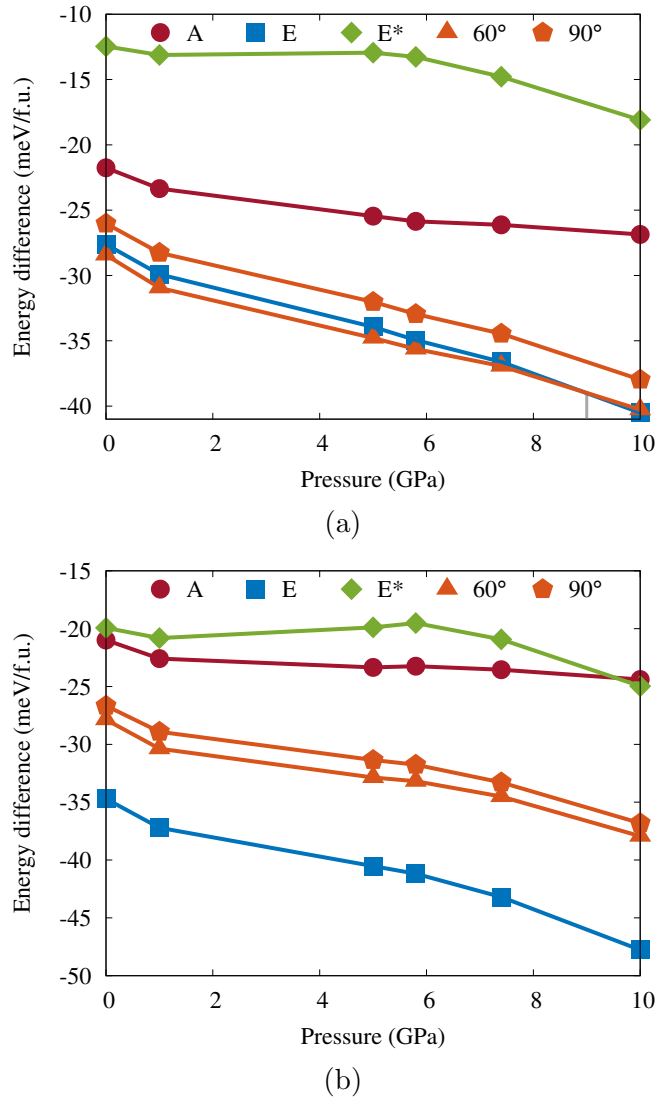 -10
-15
-20
-25
-30
-35
-40
Energy difference (meV/f.u.)
A E E* 60° 90°
0 2 4 6 8 10
Pressure (GPa)
(a)
-15
-20
-25
-30
-35
-40
-45
-50
Energy difference (meV/f.u.)
A E E* 60° 90°
0 2 4 6 8 10
Pressure (GPa)
(b)